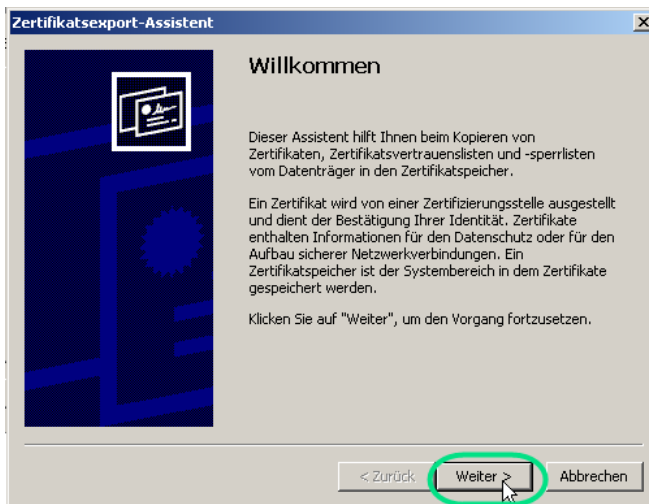 Zertifikatsexport-Assistent
Willkommen
Dieser Assistent hilft Ihnen beim Kopieren von
Zertifikaten, Zertifikatsvertrauenslisten und -sperrlisten
vom Datenträger in den Zertifikatspeicher.
Ein Zertifikat wird von einer Zertifizierungsstelle ausgestellt
und dient der Bestätigung Ihrer Identität. Zertifikate
enthalten Informationen für den Datenschutz oder für den
Aufbau sicherer Netzwerkverbindungen. Ein
Zertifikatspeicher ist der Systembereich in dem Zertifikate
gespeichert werden.
Klicken Sie auf "Weiter", um den Vorgang fortzusetzen.
< Zurück Weiter > Abbrechen